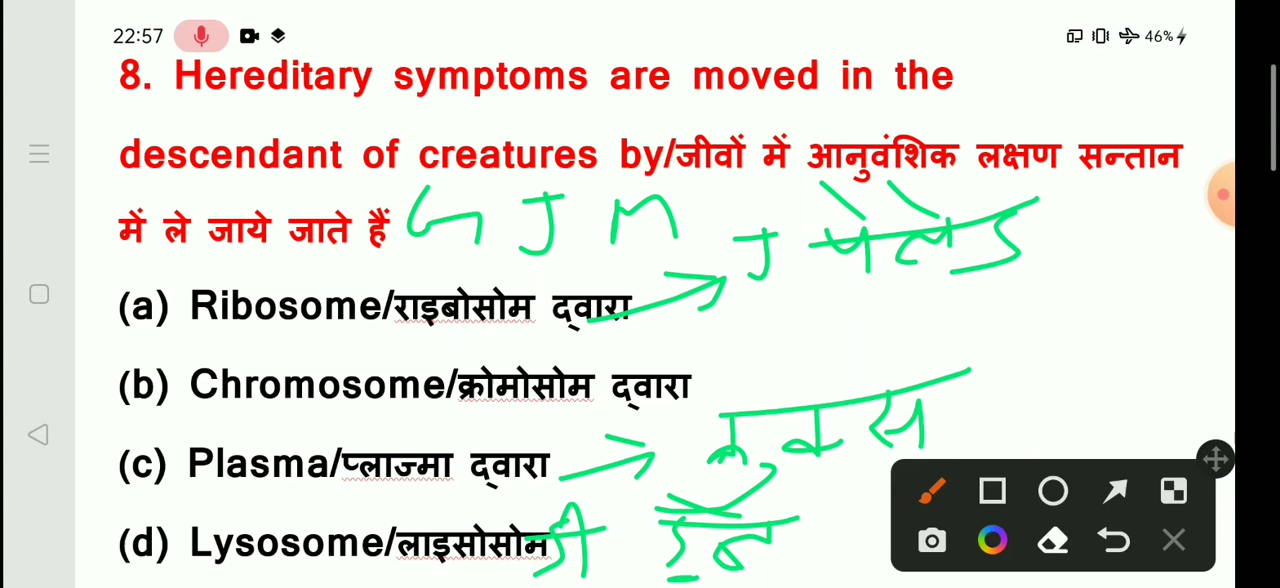 22:57 46%
8. Hereditary symptoms are moved in the
descendant of creatures by/जीवों में आनुवंशिक लक्षण सन्तान
में ले जाये जाते हैं
(a) Ribosome/राइबोसोम द्वारा
(b) Chromosome/क्रोमोसोम द्वारा
(c) Plasma/प्लाज्मा द्वारा
(d) Lysosome/लाइसोसोम